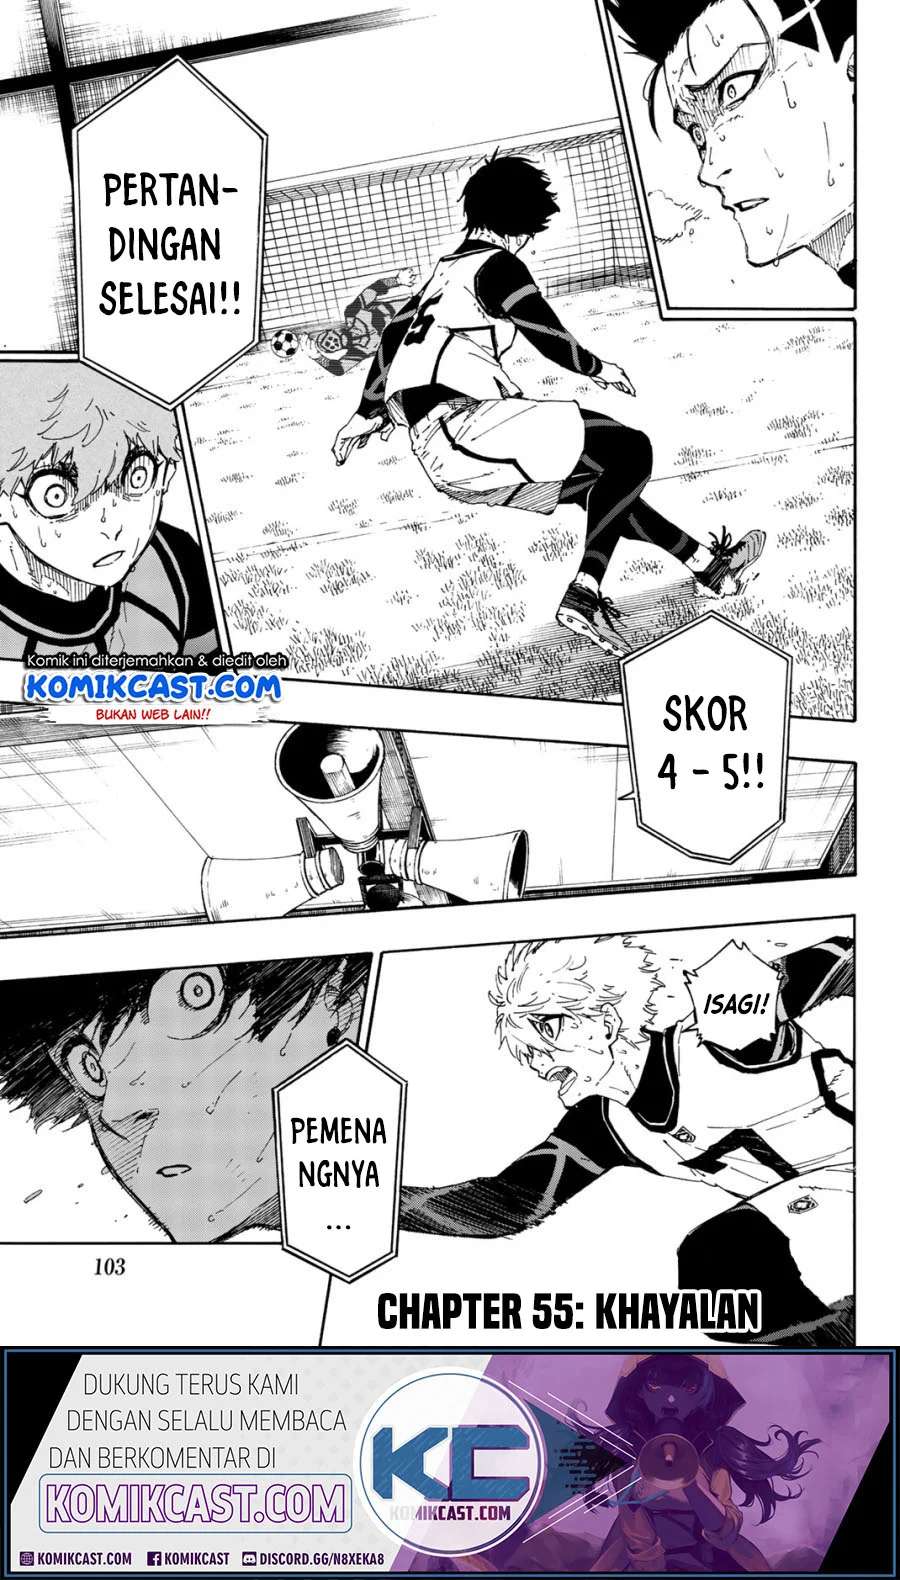 PERTAN-
DINGAN
SELESAI!!
5
Komik ini diterjemahkan & diedit oleh
KOMIKCAST.COM
BUKAN WEB LAIN!!
SKOR
4 - 5!!
ISAGI!
PEMENA
NGNYA
...
103
CHAPTER 55: KHAYALAN
DUKUNG TERUS KAMI
DENGAN SELALU MEMBACA
DAN BERKOMENTAR DI
KOMIKCAST.COM
KC
KOMIKCAST.COM
KOMIKCAST.COM
KOMIKCAST
DISCORD.GG/N8XEKA8